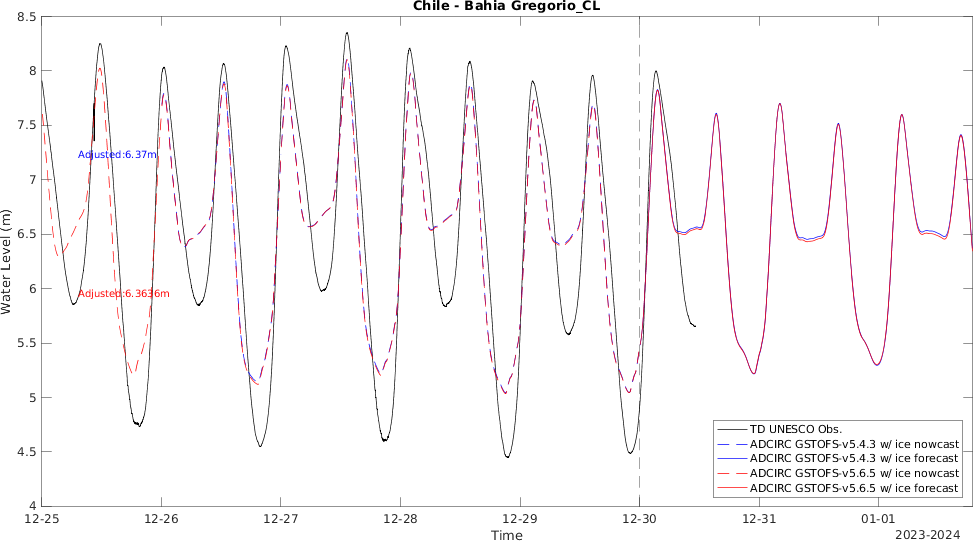 Chile - Bahia Gregorio_CL
Water Level (m)
8.5
8
7.5
7
6.5
6
5.5
5
4.5
4
Adjusted:6.37m
Adjusted:6.3636m
TD UNESCO Obs.
ADCIRC GSTOFS-v5.4.3 w/ ice nowcast
ADCIRC GSTOFS-v5.4.3 w/ ice forecast
ADCIRC GSTOFS-v5.6.5 w/ ice nowcast
ADCIRC GSTOFS-v5.6.5 w/ ice forecast
12-25 12-26 12-27 12-28 12-29 12-30 12-31 01-01
Time
2023-2024